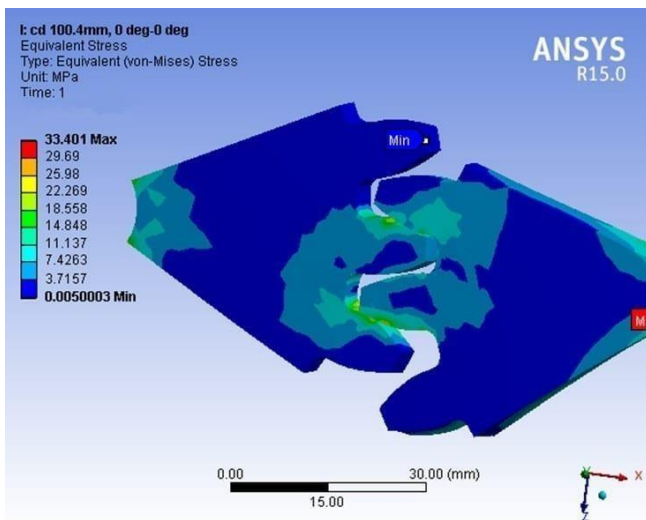 I: cd 100.4mm, 0 deg-0 deg
Equivalent Stress
Type: Equivalent (von-Mises) Stress
Unit: MPa
Time: 1
ANSYS
R15.0
33.401 Max
29.69
25.98
22.269
18.558
14.848
11.137
7.4263
3.7157
0.0050003 Min
Min
M
0.00
30.00 (mm)
15.00
Y
X
Z